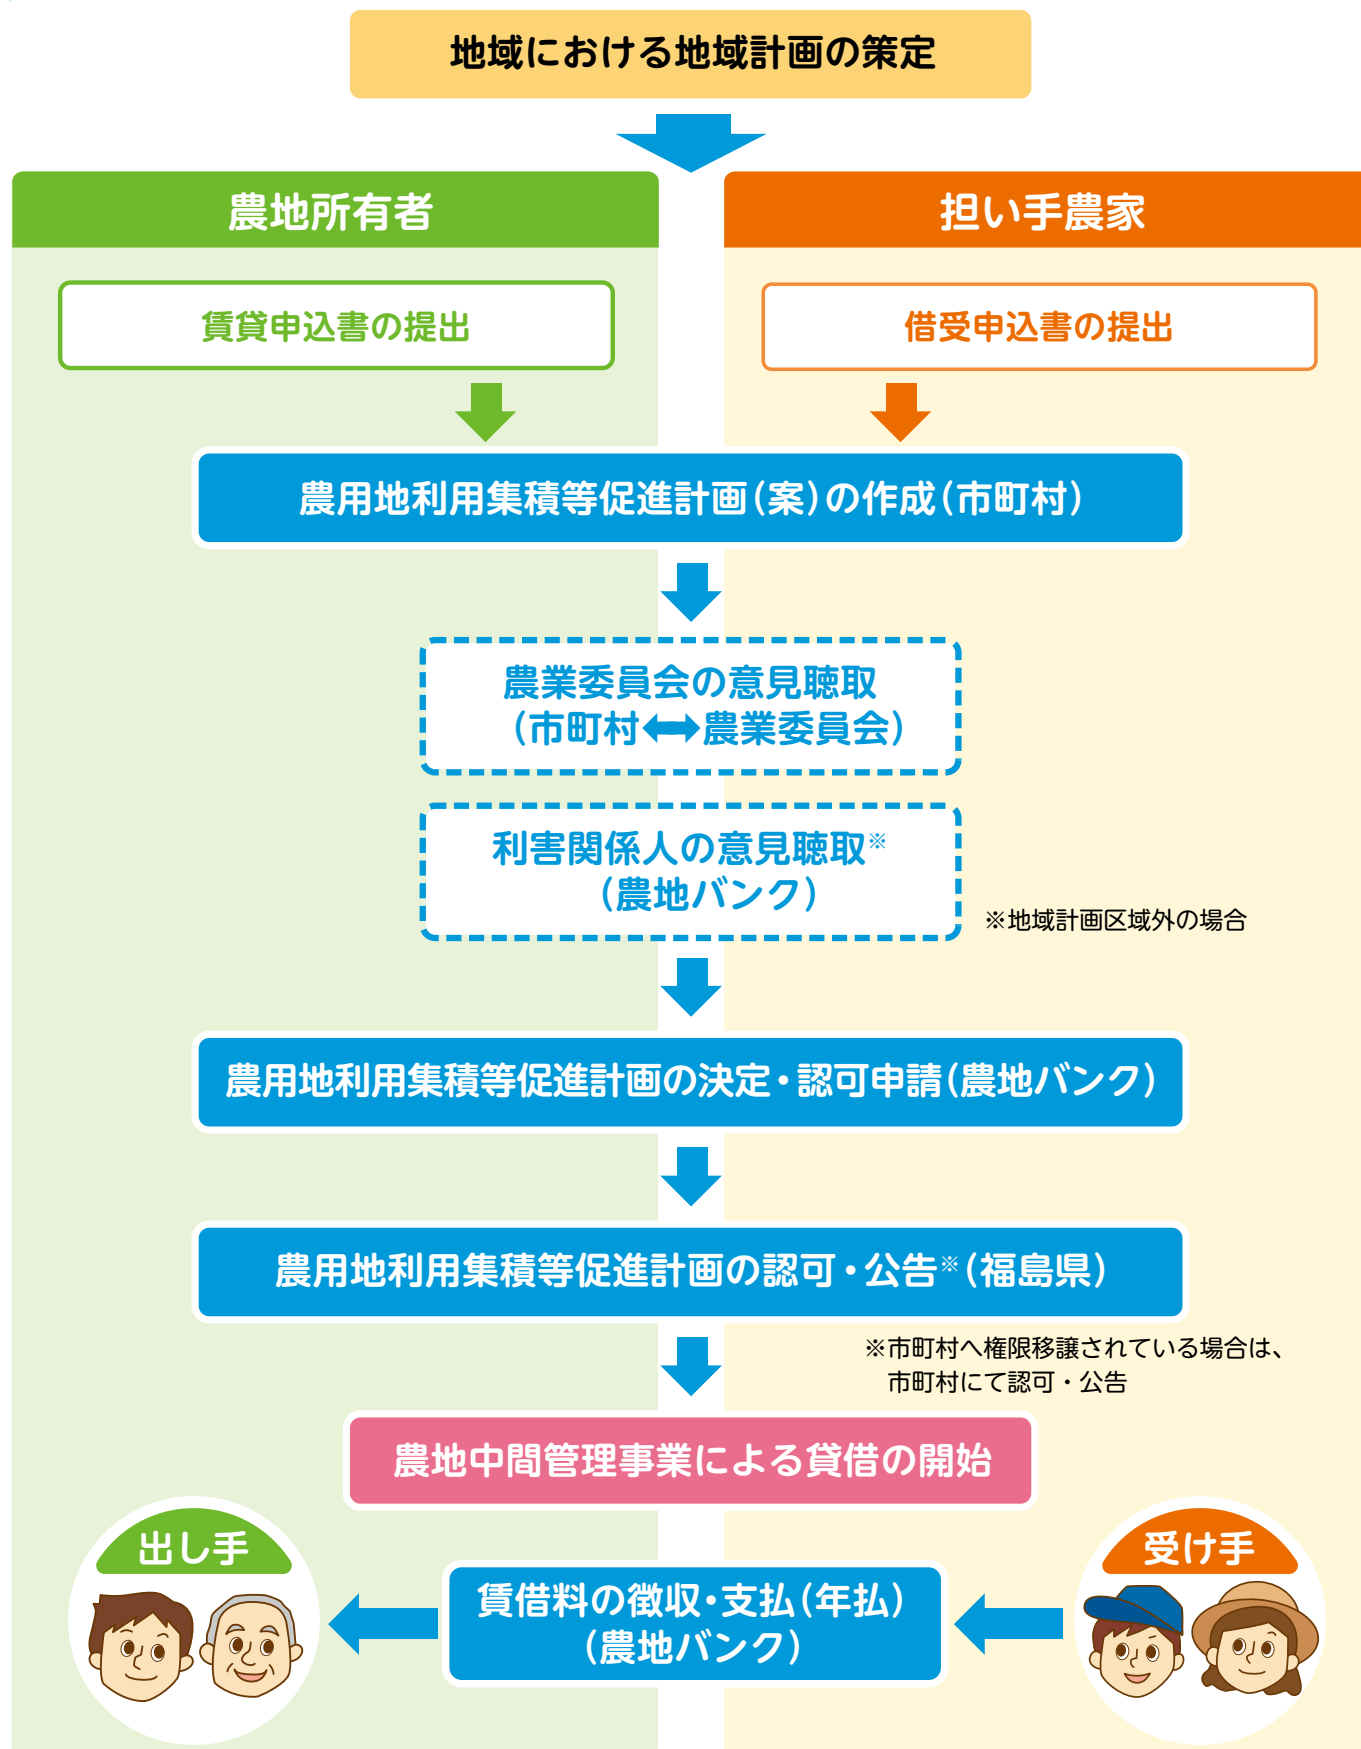 地域における地域計画の策定
農地所有者
担い手農家
賃貸申込書の提出
借受申込書の提出
農用地利用集積等促進計画(案)の作成(市町村)
農業委員会の意見聴取
(市町村⬌農業委員会)
利害関係人の意見聴取※
(農地バンク)
※地域計画区域外の場合
農用地利用集積等促進計画の決定・認可申請(農地バンク)
農用地利用集積等促進計画の認可・公告※(福島県)
※市町村へ権限移譲されている場合は、
市町村にて認可・公告
農地中間管理事業による貸借の開始
出し手
受け手
賃借料の徴収・支払(年払)
(農地バンク)